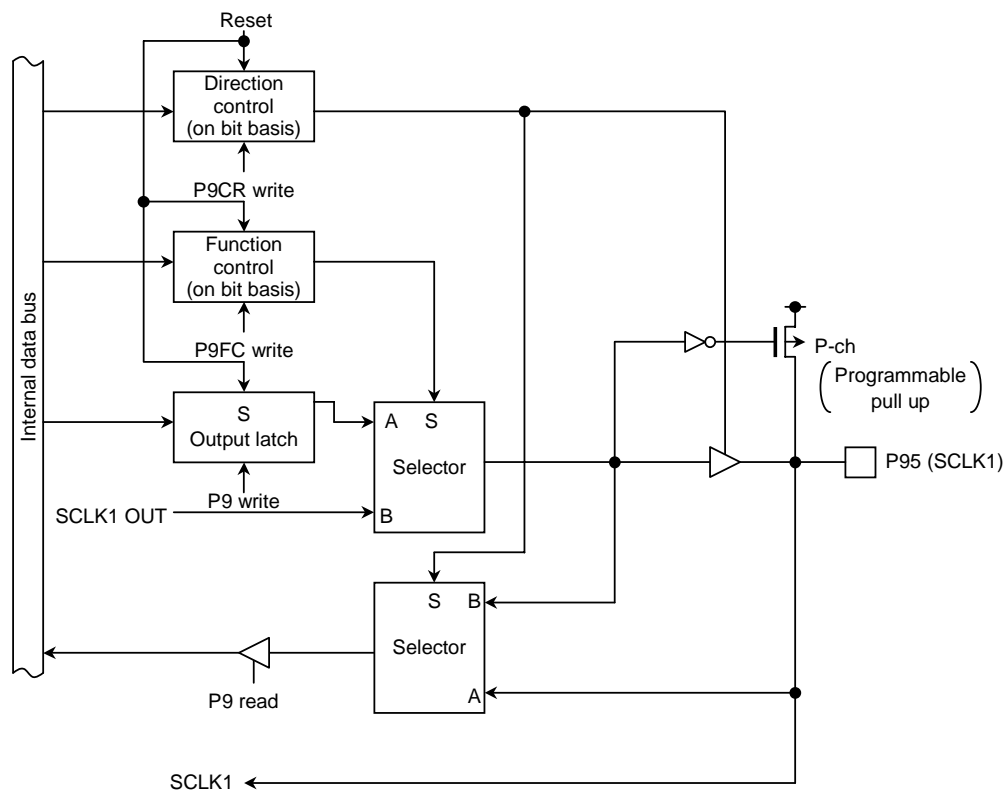 Reset
Direction
control
(on bit basis)
P9CR write
Function
control
(on bit basis)
P9FC write
Internal data bus
S
Output latch
P9 write
SCLK1 OUT
A S
Selector
B
P-ch
Programmable
pull up
P95 (SCLK1)
S B
Selector
A
P9 read
SCLK1